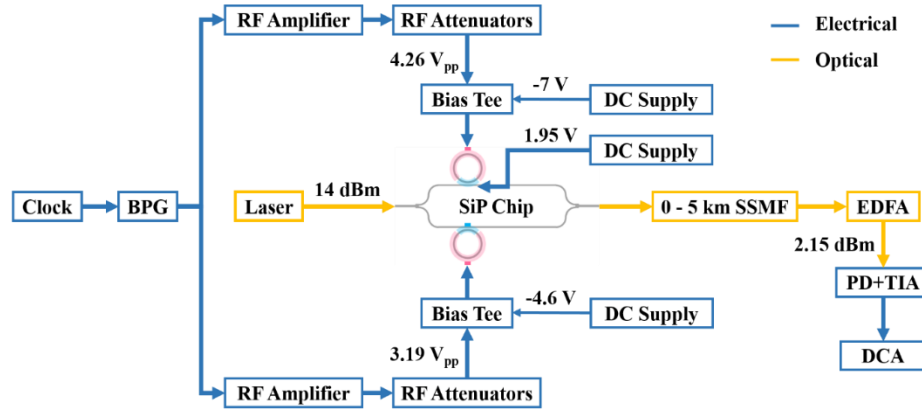 RF Amplifier
RF Attenuators
Electrical
Optical
4.26 Vpp
Bias Tee
-7 V
DC Supply
1.95 V
DC Supply
Clock
BPG
Laser
14 dBm
SiP Chip
0 - 5 km SSMF
EDFA
2.15 dBm
PD+TIA
DCA
Bias Tee
-4.6 V
DC Supply
3.19 Vpp
RF Amplifier
RF Attenuators